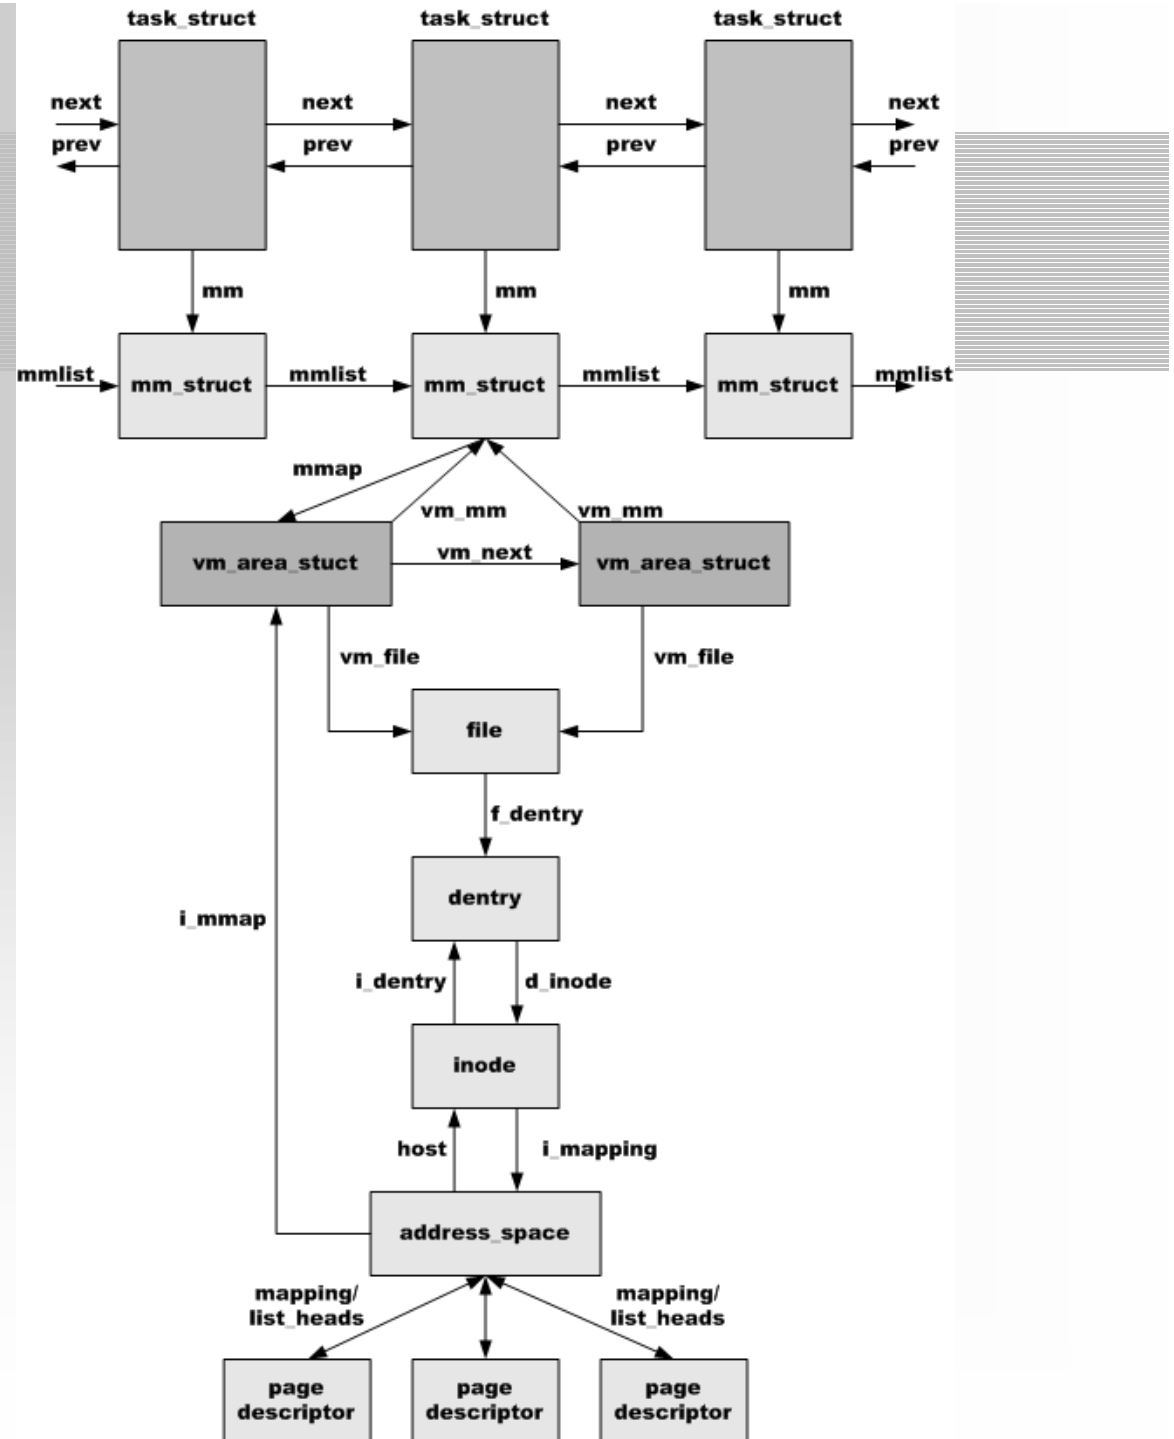 task_struct task_struct task_struct
next next next next
prev prev prev prev
mm mm mm
mmlist mmlist mmlist mmlist
mm_struct mm_struct mm_struct
mmap
vm_mm vm_mm
vm_next
vm_area_stuct vm_area_struct
vm_file vm_file
file
f_dentry
dentry
i_mmap
i_dentry d_inode
inode
host i_mapping
address_space
mapping/ mapping/
list_heads list_heads
page page page
descriptor descriptor descriptor